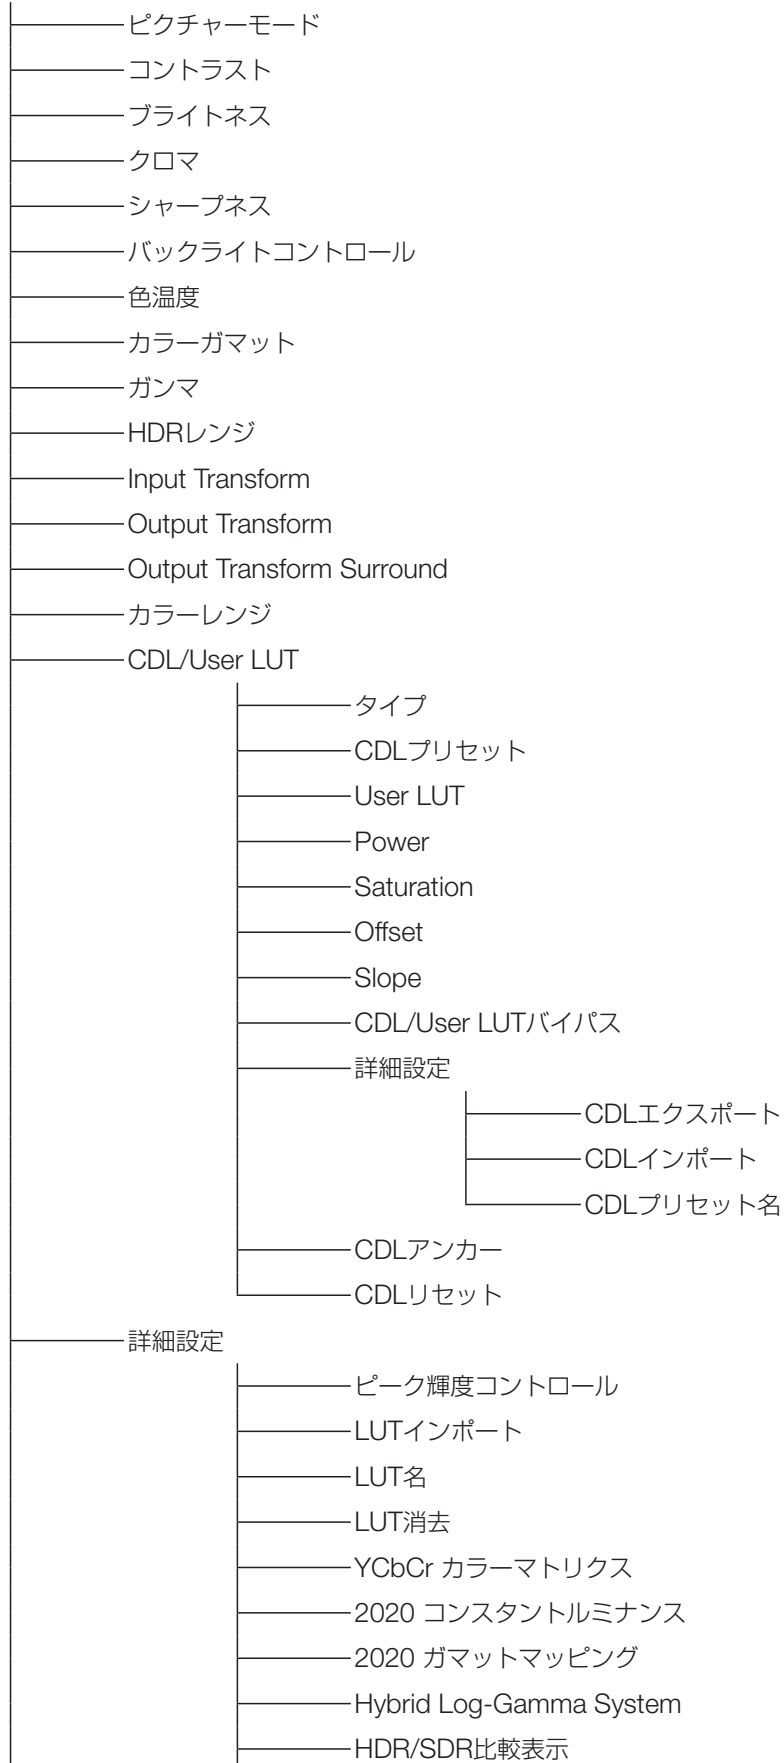 ピクチャーモード
コントラスト
ブライトネス
クロマ
シャープネス
バックライトコントロール
色温度
カラーガマット
ガンマ
HDRレンジ
Input Transform
Output Transform
Output Transform Surround
カラーレンジ
CDL/User LUT
タイプ
CDLプリセット
User LUT
Power
Saturation
Offset
Slope
CDL/User LUTバイパス
詳細設定
CDLエクスポート
CDLインポート
CDLプリセット名
CDLアンカー
CDLリセット
詳細設定
ピーク輝度コントロール
LUTインポート
LUT名
LUT消去
YCbCr カラーマトリクス
2020 コンスタントルミナンス
2020 ガマットマッピング
Hybrid Log-Gamma System
HDR/SDR比較表示